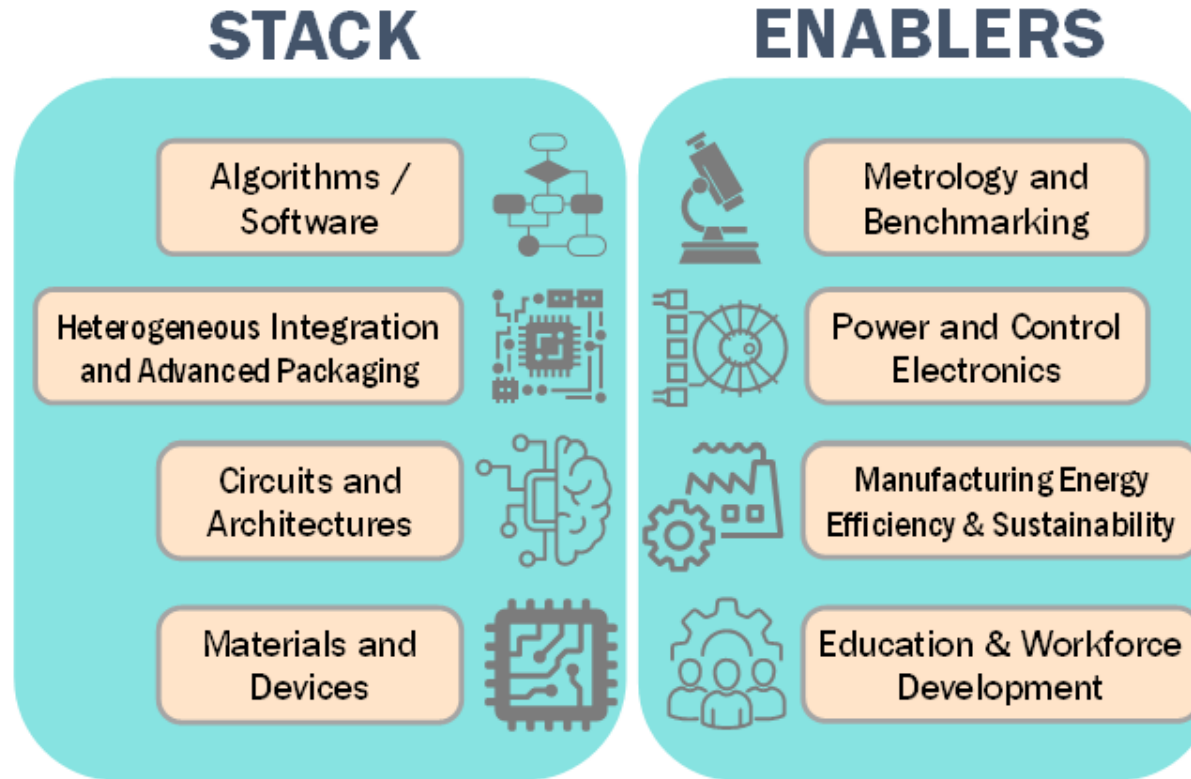 STACK
Algorithms /
Software
Heterogeneous Integration
and Advanced Packaging
Circuits and
Architectures
Materials and
Devices
ENABLERS
Metrology and
Benchmarking
Power and Control
Electronics
Manufacturing Energy
Efficiency & Sustainability
Education & Workforce
Development